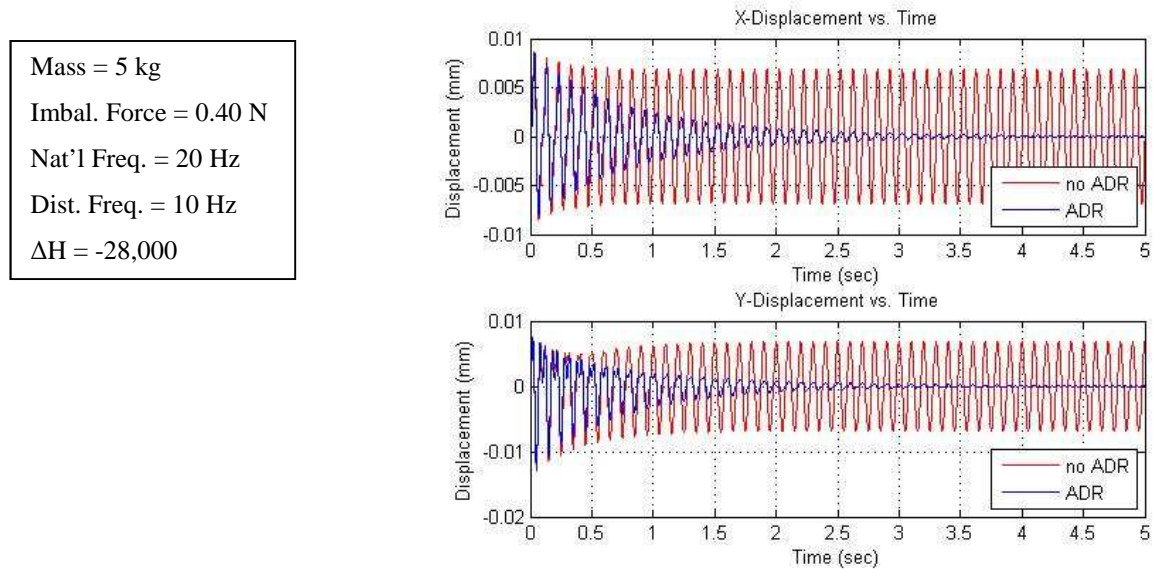 Mass = 5 kg
Imbal. Force = 0.40 N
Nat’l Freq. = 20 Hz
Dist. Freq. = 10 Hz
ΔH = -28,000
X-Displacement vs. Time
Displacement (mm)
0.01
0.005
0
-0.005
-0.01
no ADR
ADR
0 0.5 1 1.5 2 2.5 3 3.5 4 4.5 5
Time (sec)
Y-Displacement vs. Time
Displacement (mm)
0.01
0
-0.01
-0.02
no ADR
ADR
0 0.5 1 1.5 2 2.5 3 3.5 4 4.5 5
Time (sec)